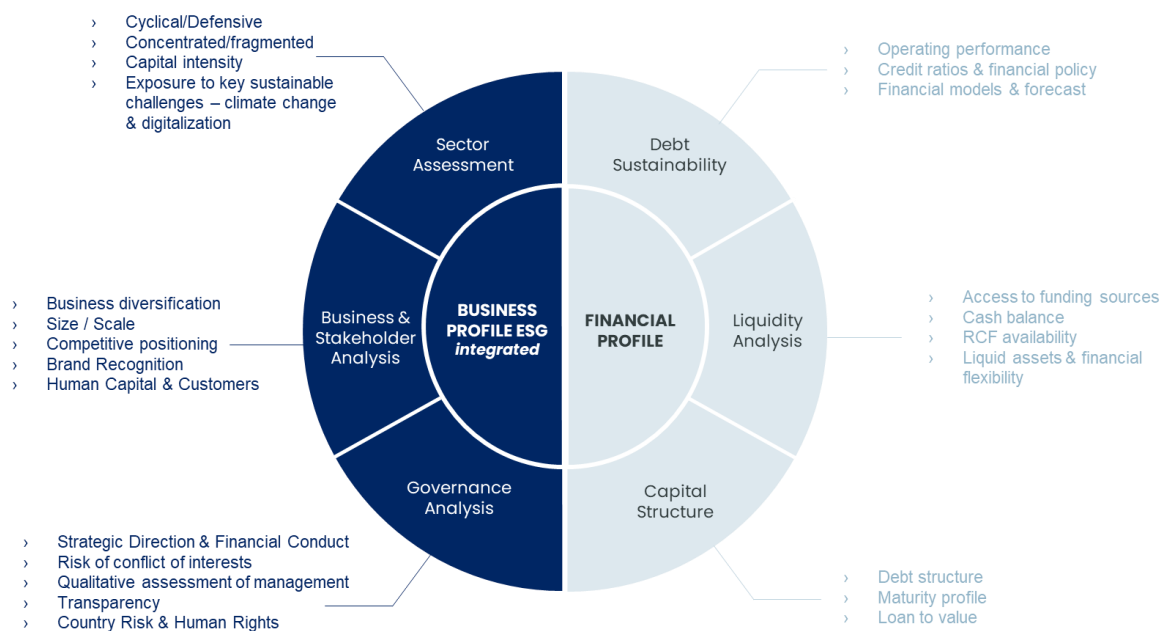 › Cyclical/Defensive
› Concentrated/fragmented
› Capital intensity
› Exposure to key sustainable
challenges – climate change
& digitalization
› Operating performance
› Credit ratios & financial policy
› Financial models & forecast
Sector
Assessment
Debt
Sustainability
› Business diversification
› Size / Scale
› Competitive positioning
› Brand Recognition
› Human Capital & Customers
Business &
Stakeholder
Analysis
BUSINESS
PROFILE ESG
integrated
FINANCIAL
PROFILE
Liquidity
Analysis
› Access to funding sources
› Cash balance
› RCF availability
› Liquid assets & financial
flexibility
Governance
Analysis
Capital
Structure
› Strategic Direction & Financial Conduct
› Risk of conflict of interests
› Qualitative assessment of management
› Transparency
› Country Risk & Human Rights
› Debt structure
› Maturity profile
› Loan to value